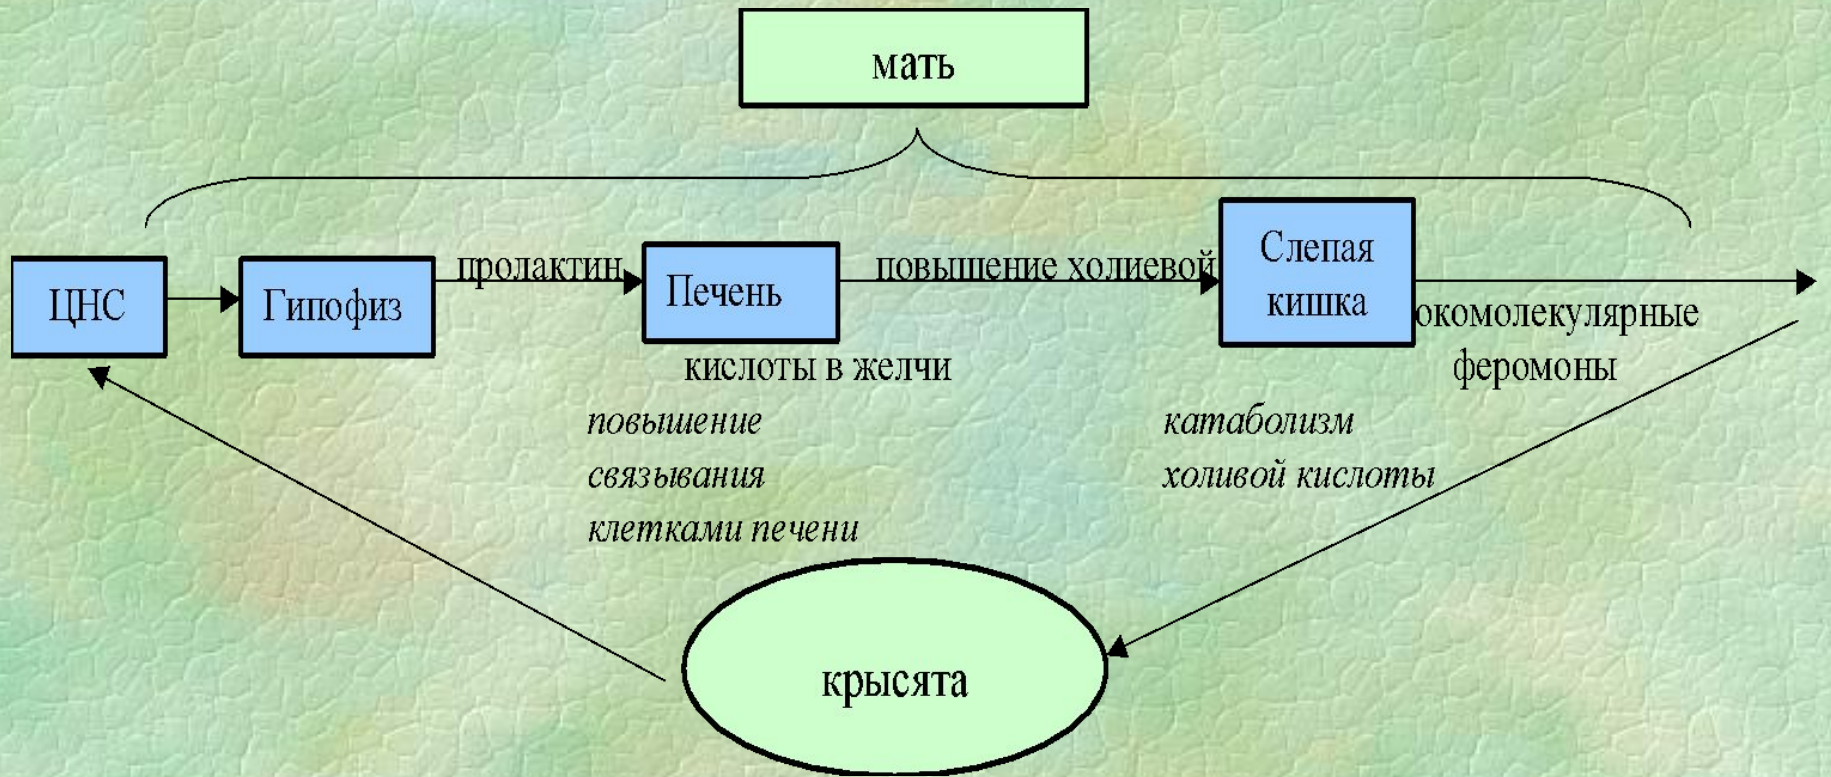 мать
ЦНС
Гипофиз
пролактин
Печень
повышение холиевой
кислоты в желчи
повышение
связывания
клетками печени
Слепая
кишка
катаболизм
холивой кислоты
окомолекулярные
феромоны
крысята